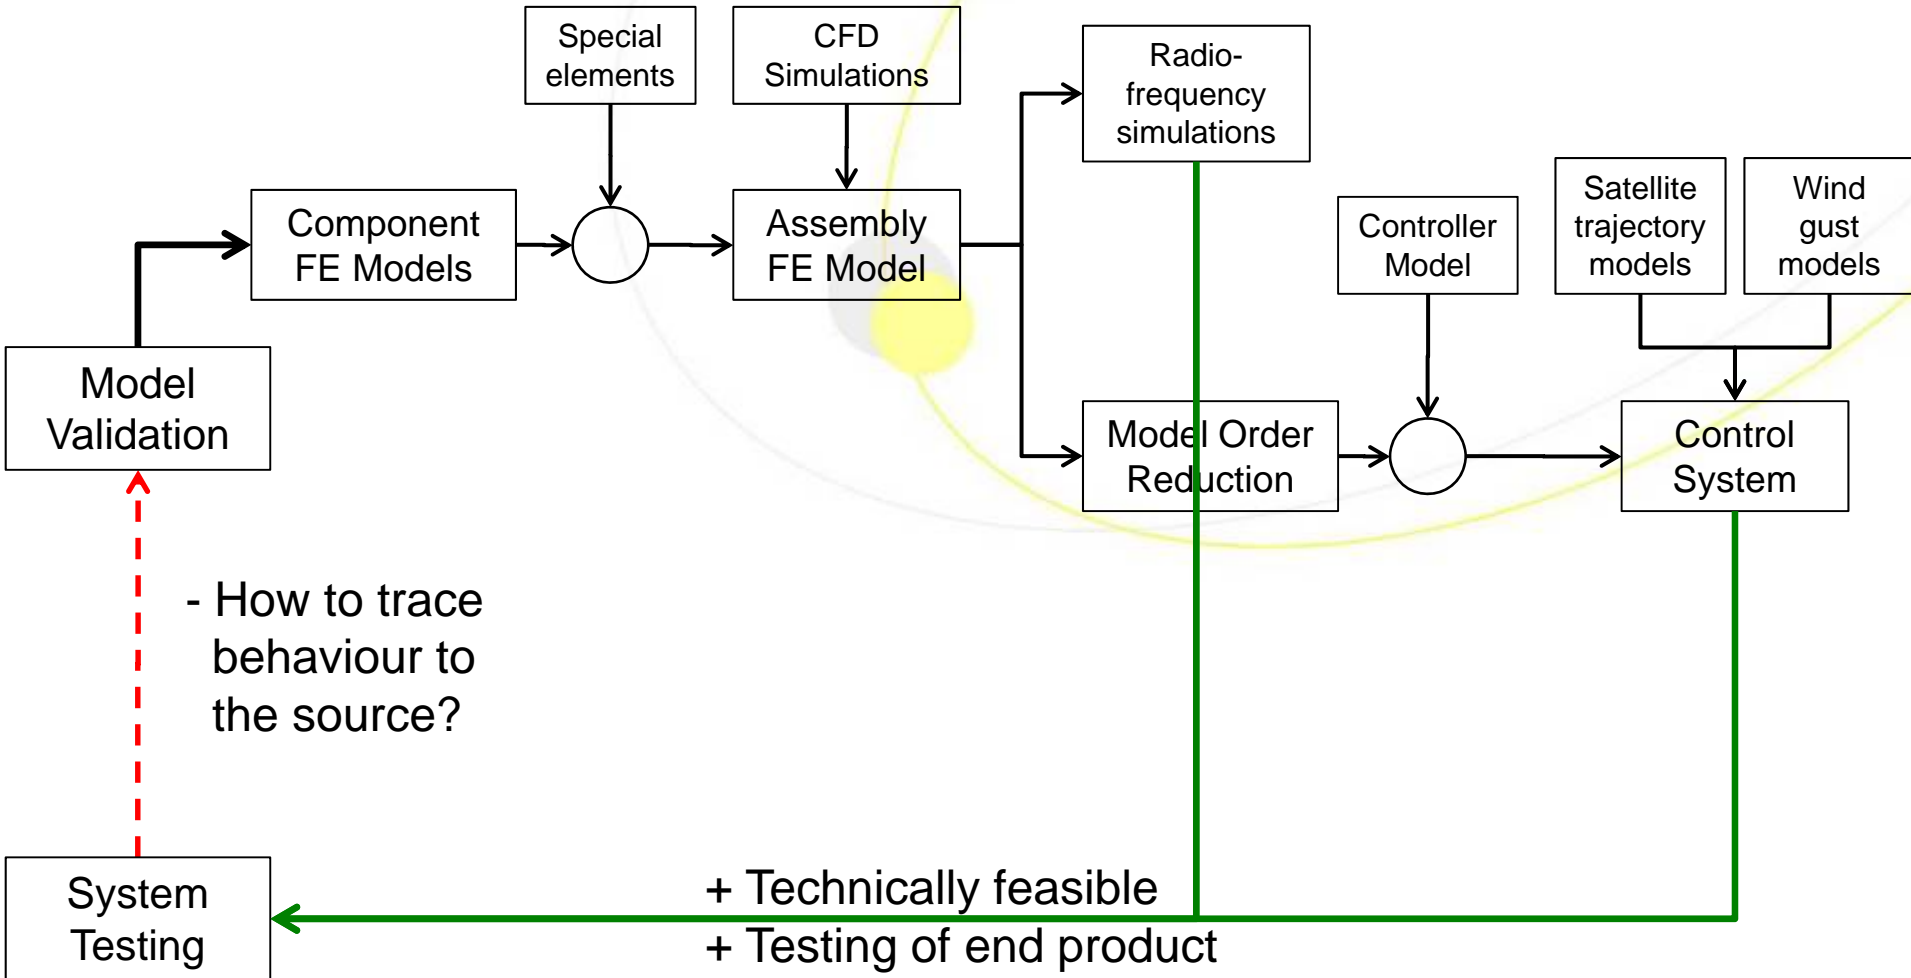 Special
elements
CFD
Simulations
Radio-
frequency
simulations
Component
FE Models
Assembly
FE Model
Controller
Model
Satellite
trajectory
models
Wind
gust
models
Model
Validation
Model Order
Reduction
Control
System
- How to trace
behaviour to
the source?
System
Testing
+ Technically feasible
+ Testing of end product